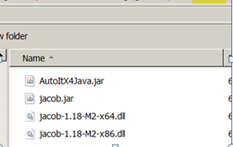 w folder
Name
AutoItX4Java.jar
jacob.jar
jacob-1.18-M2-x64.dll
jacob-1.18-M2-x86.dll